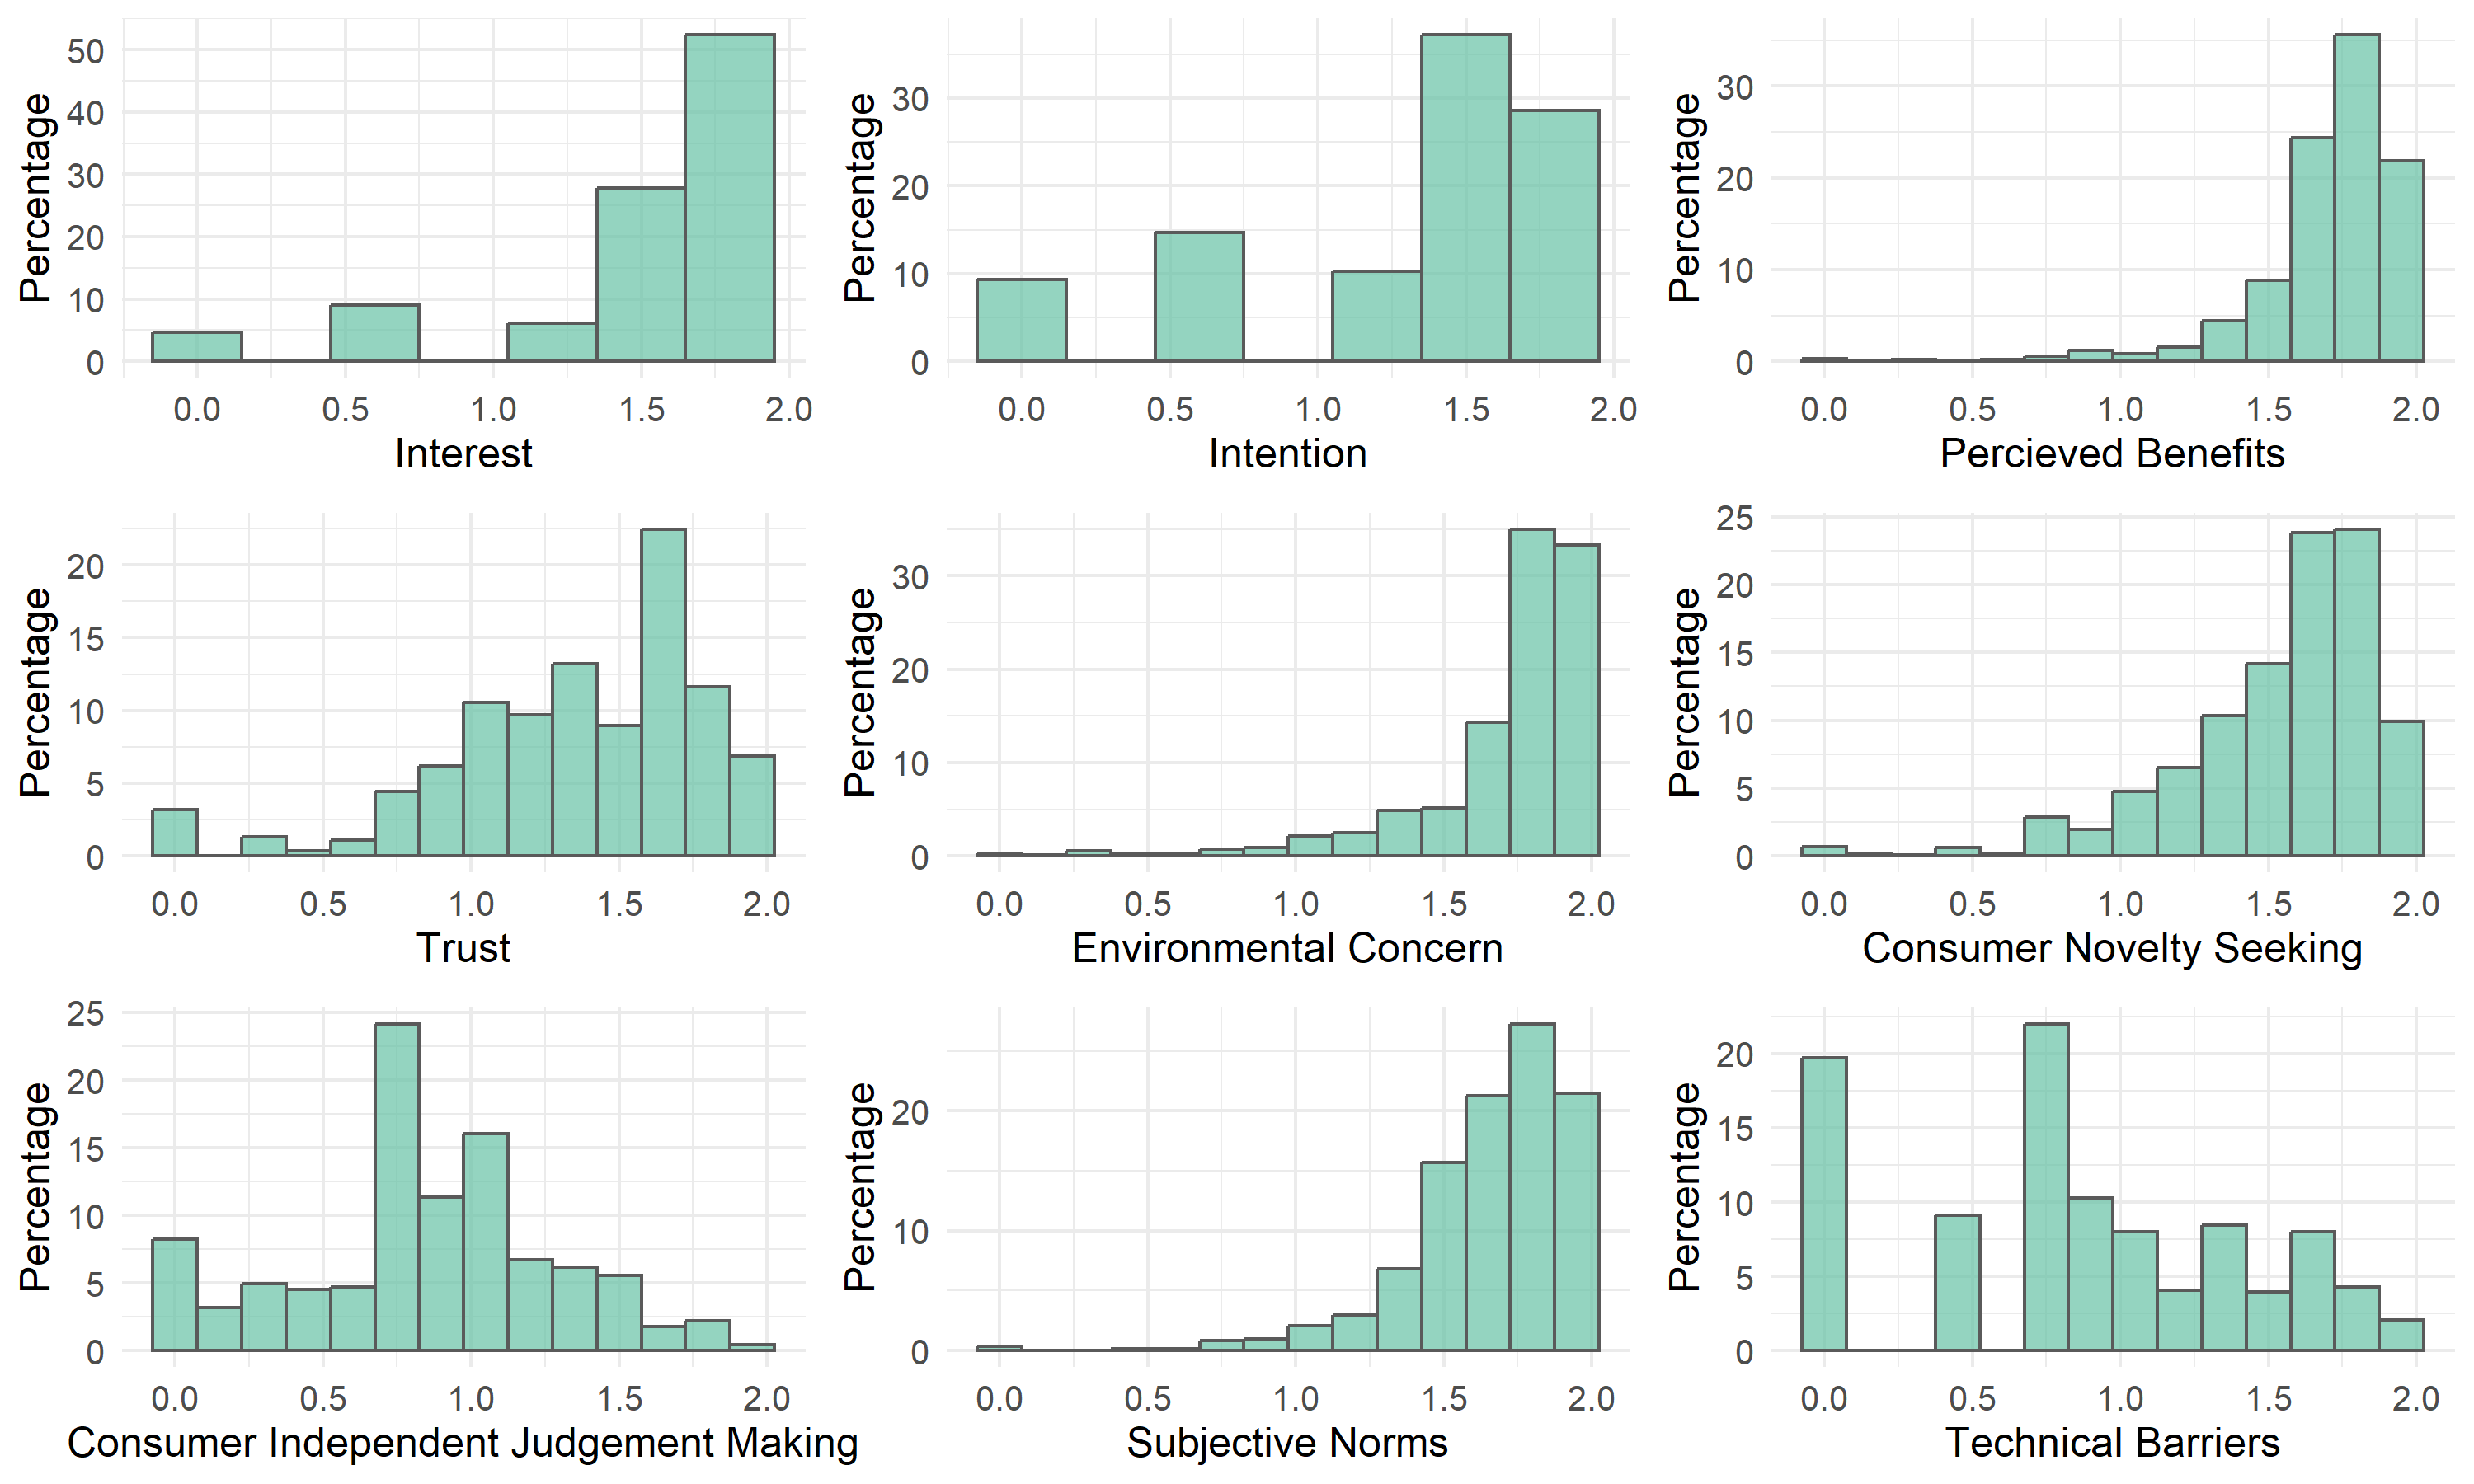 Percentage
50
40
30
20
10
0
0.0 0.5 1.0 1.5 2.0
Interest
Percentage
30
20
10
0
0.0 0.5 1.0 1.5 2.0
Intention
Percentage
30
20
10
0
0.0 0.5 1.0 1.5 2.0
Percieved Benefits
Percentage
20
15
10
5
0
0.0 0.5 1.0 1.5 2.0
Trust
Percentage
30
20
10
0
0.0 0.5 1.0 1.5 2.0
Environmental Concern
Percentage
25
20
15
10
5
0
0.0 0.5 1.0 1.5 2.0
Consumer Novelty Seeking
Percentage
25
20
15
10
5
0
0.0 0.5 1.0 1.5 2.0
Consumer Independent Judgement Making
Percentage
20
10
0
0.0 0.5 1.0 1.5 2.0
Subjective Norms
Percentage
20
15
10
5
0
0.0 0.5 1.0 1.5 2.0
Technical Barriers